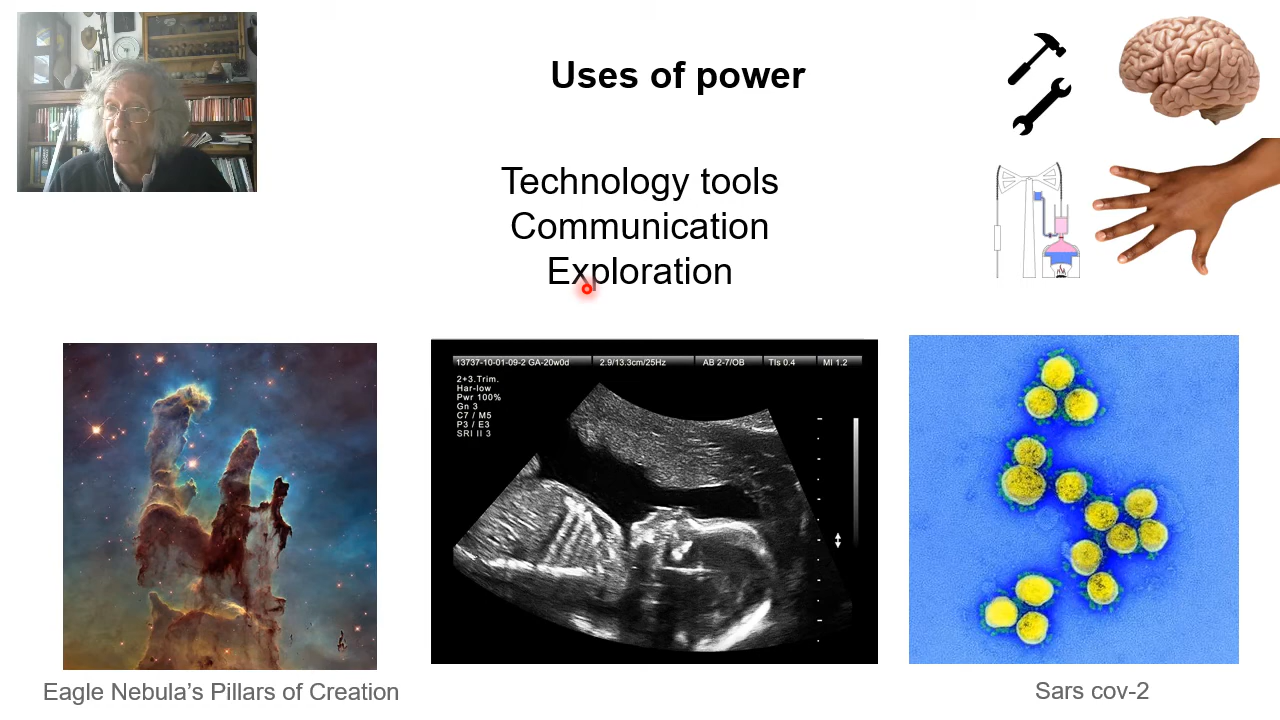 Uses of power
Technology tools
Communication
Exploration
13737-10-01-09-2 GA-20w0d 2.9/13.3cm/25Hz AB 2-7/OB TIs 0.4 MI 1.2
2+3.Trim.
Har-low
Pwr 100%
Gn 3
C7 / M5
P3 / E3
SRI II 3
Eagle Nebula’s Pillars of Creation
Sars cov-2